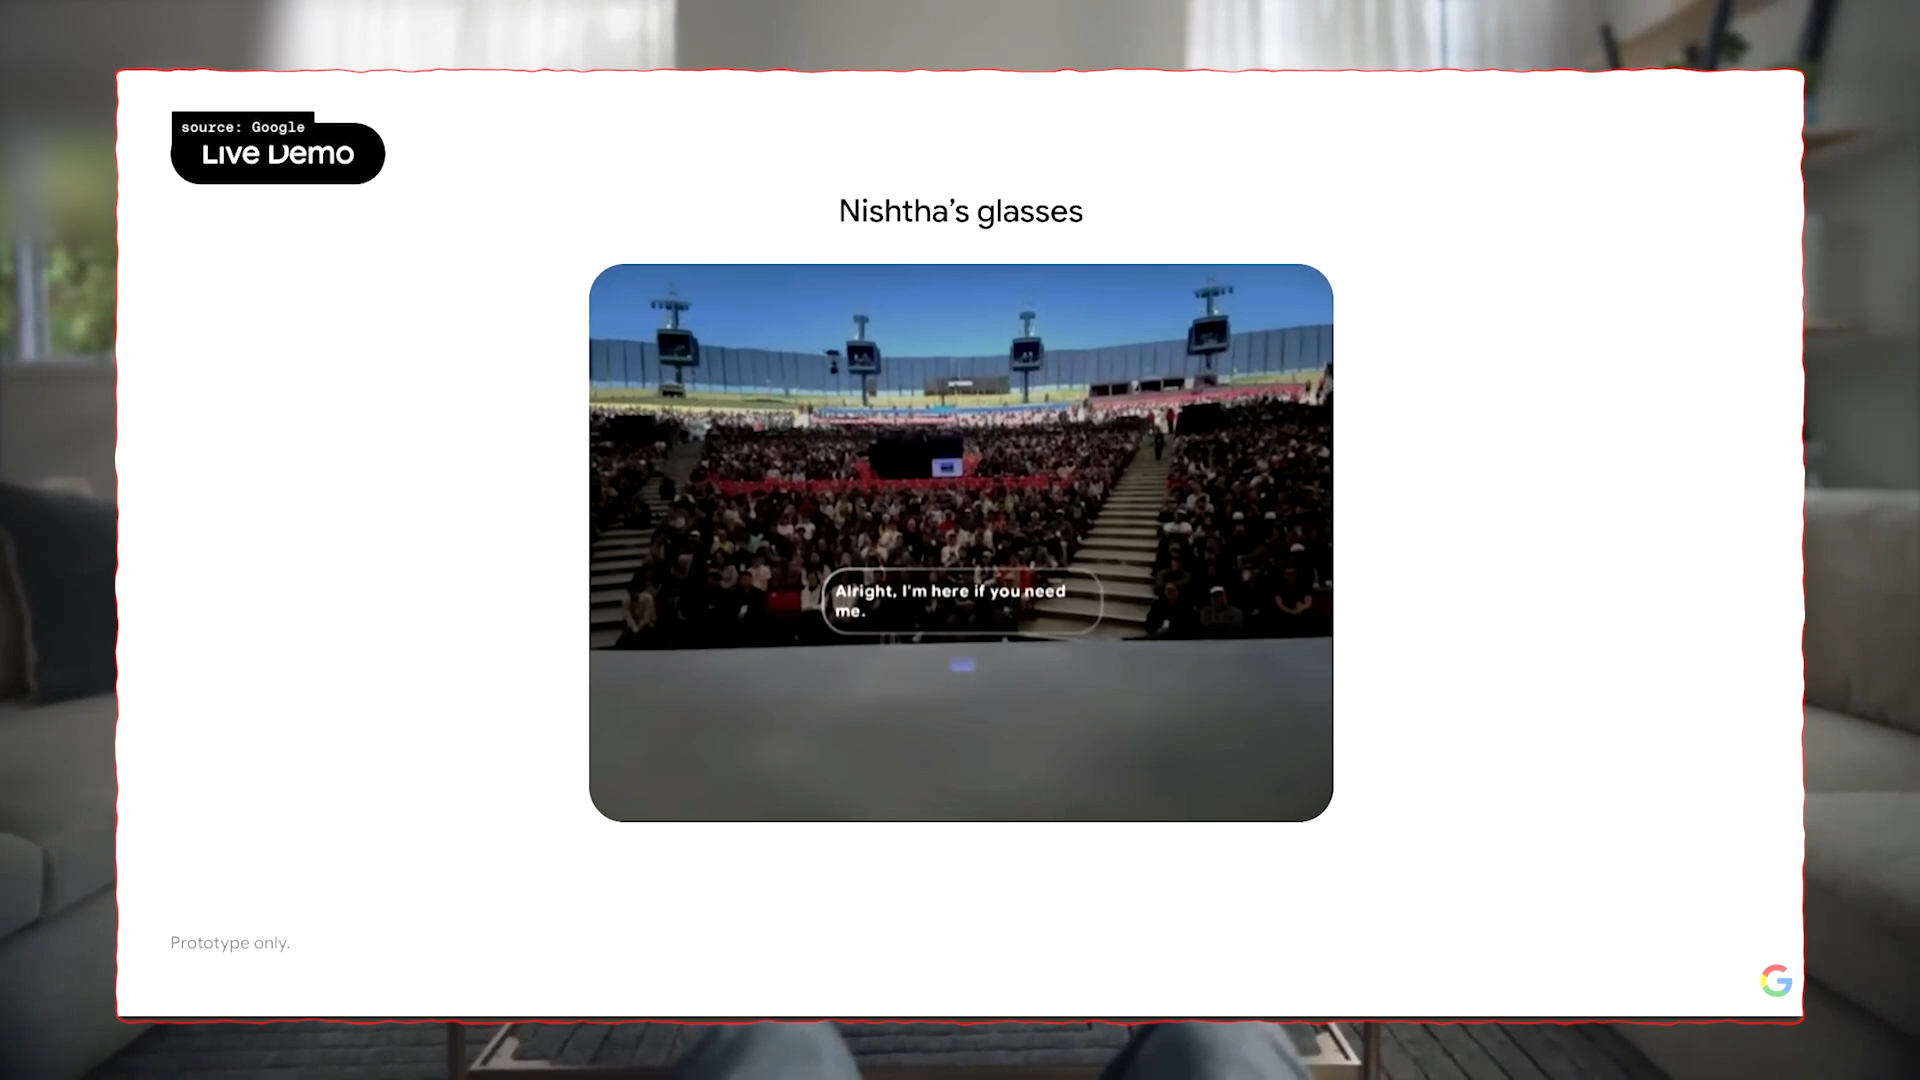 source: Google
Live Demo
Nishtha's glasses
Alright, I'm here if you need
me.
Prototype only.